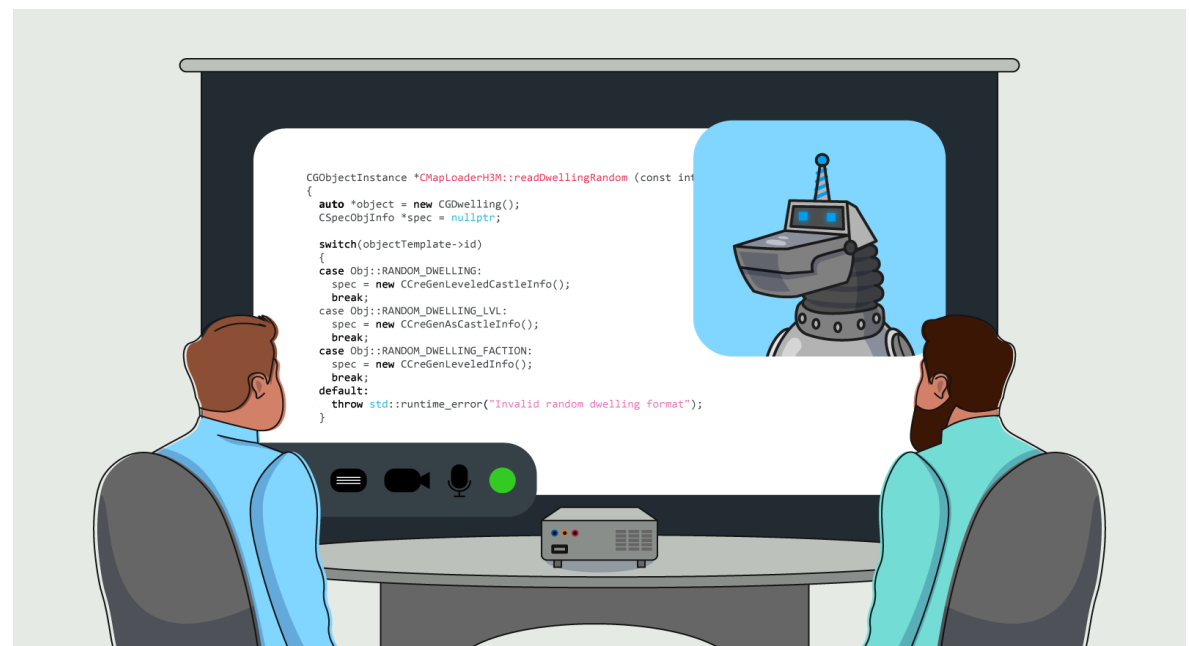 CGObjectInstance *CMapLoaderH3M::readDwellingRandom (const int
{
auto *object = new CGDwelling();
CSpecObjInfo *spec = nullptr;
switch(objectTemplate->id)
{
case Obj::RANDOM_DWELLING:
spec = new CCreGenLeveledCastleInfo();
break;
case Obj::RANDOM_DWELLING_LVL:
spec = new CCreGenAsCastleInfo();
break;
case Obj::RANDOM_DWELLING_FACTION:
spec = new CCreGenLeveledInfo();
break;
default:
throw std::runtime_error("Invalid random dwelling format");
}